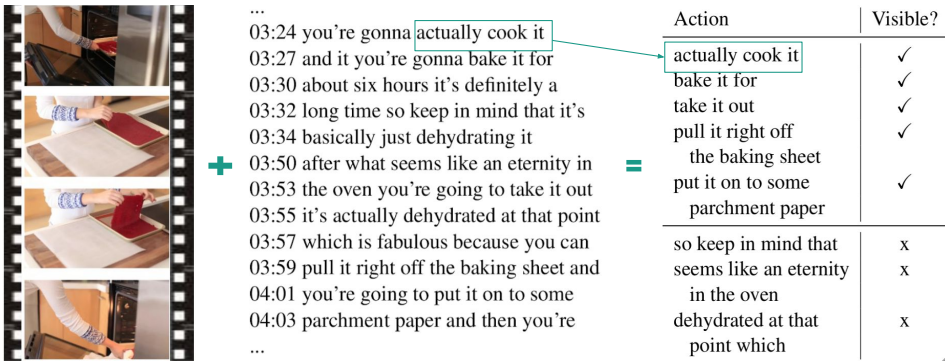 ...
03:24 you're gonna actually cook it
03:27 and it you're gonna bake it for
03:30 about six hours it's definitely a
03:32 long time so keep in mind that it's
03:34 basically just dehydrating it
03:50 after what seems like an eternity in
03:53 the oven you're going to take it out
03:55 it's actually dehydrated at that point
03:57 which is fabulous because you can
03:59 pull it right off the baking sheet and
04:01 you're going to put it on to some
04:03 parchment paper and then you're
...
+
=
Action Visible?
actually cook it ✓
bake it for ✓
take it out ✓
pull it right off ✓
the baking sheet
put it on to some ✓
parchment paper
so keep in mind that x
seems like an eternity x
in the oven
dehydrated at that x
point which